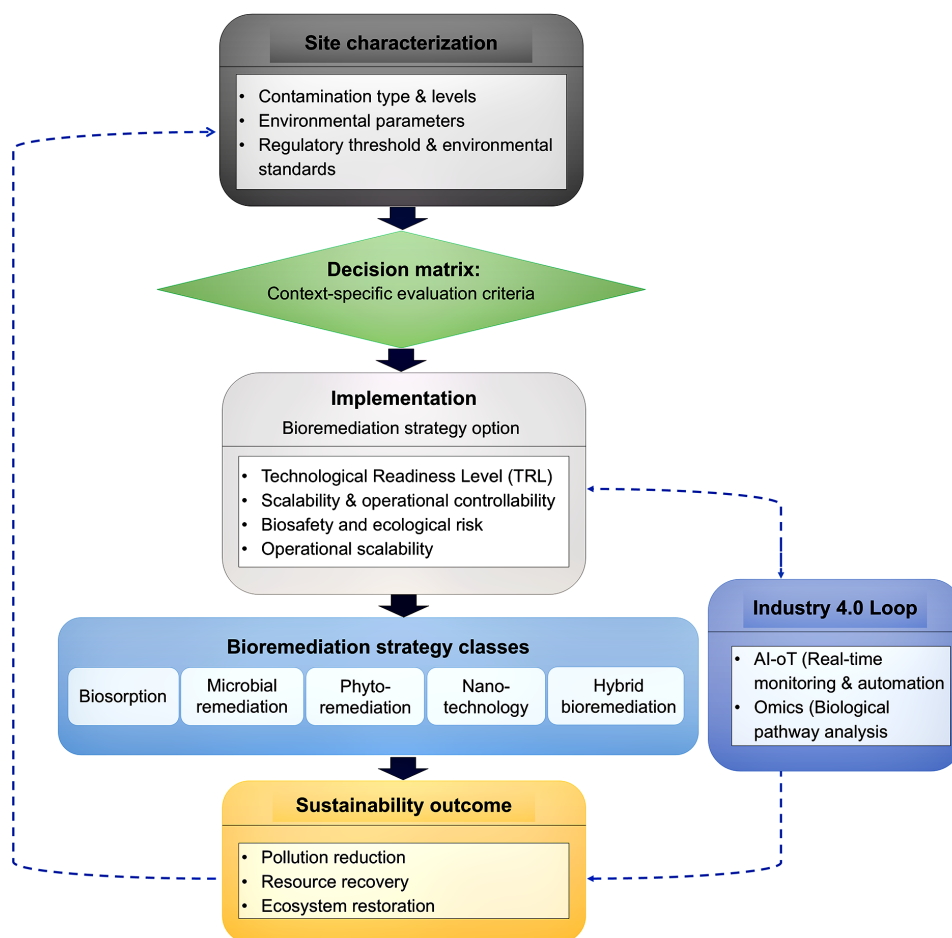 Site characterization
• Contamination type & levels
• Environmental parameters
• Regulatory threshold & environmental
standards
Decision matrix:
Context-specific evaluation criteria
Implementation
Bioremediation strategy option
• Technological Readiness Level (TRL)
• Scalability & operational controllability
• Biosafety and ecological risk
• Operational scalability
Industry 4.0 Loop
• AI-oT (Real-time
monitoring & automation
• Omics (Biological
pathway analysis
Bioremediation strategy classes
Biosorption
Microbial
remediation
Phyto-
remediation
Nano-
technology
Hybrid
bioremediation
Sustainability outcome
• Pollution reduction
• Resource recovery
• Ecosystem restoration